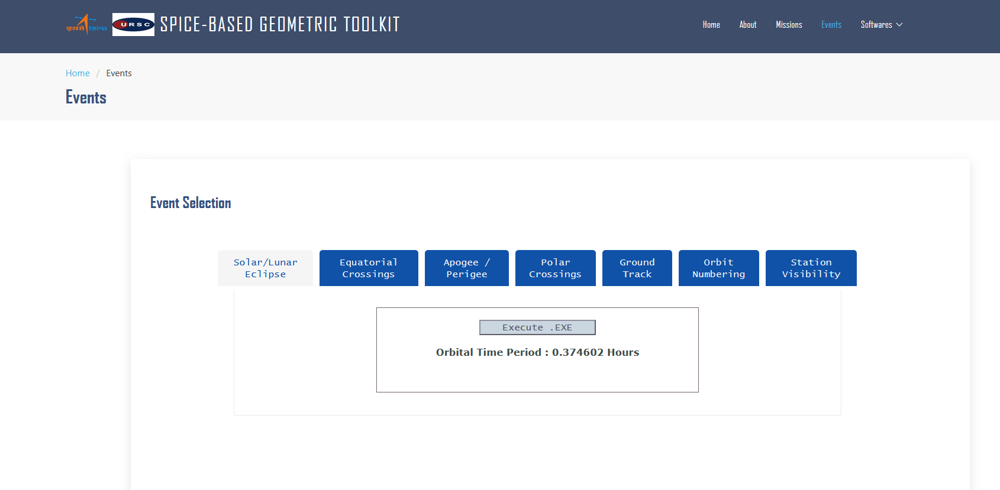 इसरो isro
URSC
SPICE-BASED GEOMETRIC TOOLKIT
Home About Missions Events Softwares
Home / Events
Events
Event Selection
Solar/Lunar Eclipse
Equatorial Crossings
Apogee / Perigee
Polar Crossings
Ground Track
Orbit Numbering
Station Visibility
Execute .EXE
Orbital Time Period : 0.374602 Hours